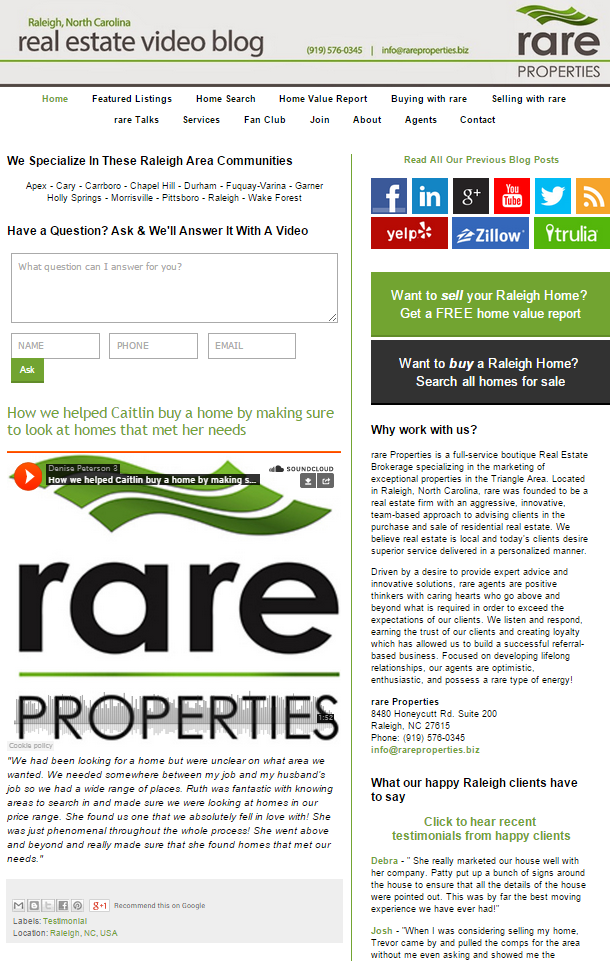 Raleigh, North Carolina
real estate video blog
(919) 576-0345 | info@rareproperties.biz
rare
PROPERTIES
Home Featured Listings Home Search Home Value Report Buying with rare Selling with rare
rare Talks Services Fan Club Join About Agents Contact
We Specialize In These Raleigh Area Communities
Apex - Cary - Carrboro - Chapel Hill - Durham - Fuquay-Varina - Garner
Holly Springs - Morrisville - Pittsboro - Raleigh - Wake Forest
Have a Question? Ask & We'll Answer It With A Video
What question can I answer for you?
NAME PHONE EMAIL
Ask
How we helped Caitlin buy a home by making sure
to look at homes that met her needs
Denise Peterson 3
How we helped Caitlin buy a home by making s...
SOUNDCLOUD
rare
PROPERTIES
1:52
Cookie policy
"We had been looking for a home but were unclear on what area we
wanted. We needed somewhere between my job and my husband's
job so we had a wide range of places. Ruth was fantastic with knowing
areas to search in and made sure we were looking at homes in our
price range. She found us one that we absolutely fell in love with! She
was just phenomenal throughout the whole process! She went above
and beyond and really made sure that she found homes that met our
needs."
g+1 Recommend this on Google
Labels: Testimonial
Location: Raleigh, NC, USA
Read All Our Previous Blog Posts
f in g+ You Tube
yelp Zillow trulia
Want to sell your Raleigh Home?
Get a FREE home value report
Want to buy a Raleigh Home?
Search all homes for sale
Why work with us?
rare Properties is a full-service boutique Real Estate
Brokerage specializing in the marketing of
exceptional properties in the Triangle Area. Located
in Raleigh, North Carolina, rare was founded to be a
real estate firm with an aggressive, innovative,
team-based approach to advising clients in the
purchase and sale of residential real estate. We
believe real estate is local and today's clients desire
superior service delivered in a personalized manner.
Driven by a desire to provide expert advice and
innovative solutions, rare agents are positive
thinkers with caring hearts who go above and
beyond what is required in order to exceed the
expectations of our clients. We listen and respond,
earning the trust of our clients and creating loyalty
which has allowed us to build a successful referral-
based business. Focused on developing lifelong
relationships, our agents are optimistic,
enthusiastic, and possess a rare type of energy!
rare Properties
8480 Honeycutt Rd. Suite 200
Raleigh, NC 27615
Phone: (919) 576-0345
info@rareproperties.biz
What our happy Raleigh clients have
to say
Click to hear recent
testimonials from happy clients
Debra - " She really marketed our house well with
her company. Patty put up a bunch of signs around
the house to ensure that all the details of the house
were pointed out. This was by far the best moving
experience we have ever had!"
Josh - "When I was considering selling my home,
Trevor came by and pulled the comps for the area
without me even asking and showed me the